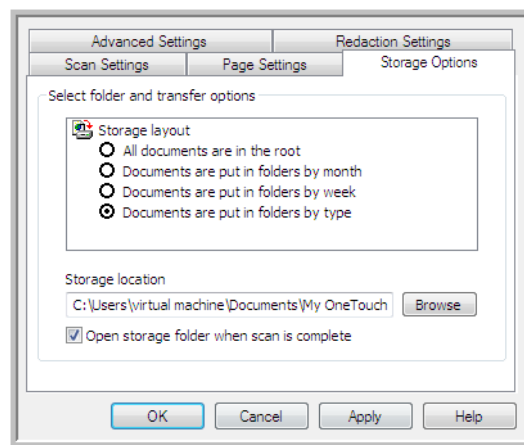 Advanced Settings
Redaction Settings
Scan Settings
Page Settings
Storage Options
Select folder and transfer options
Storage layout
All documents are in the root
Documents are put in folders by month
Documents are put in folders by week
Documents are put in folders by type
Storage location
C:\Users\virtual machine\Documents\My OneTouch
Browse
Open storage folder when scan is complete
OK
Cancel
Apply
Help